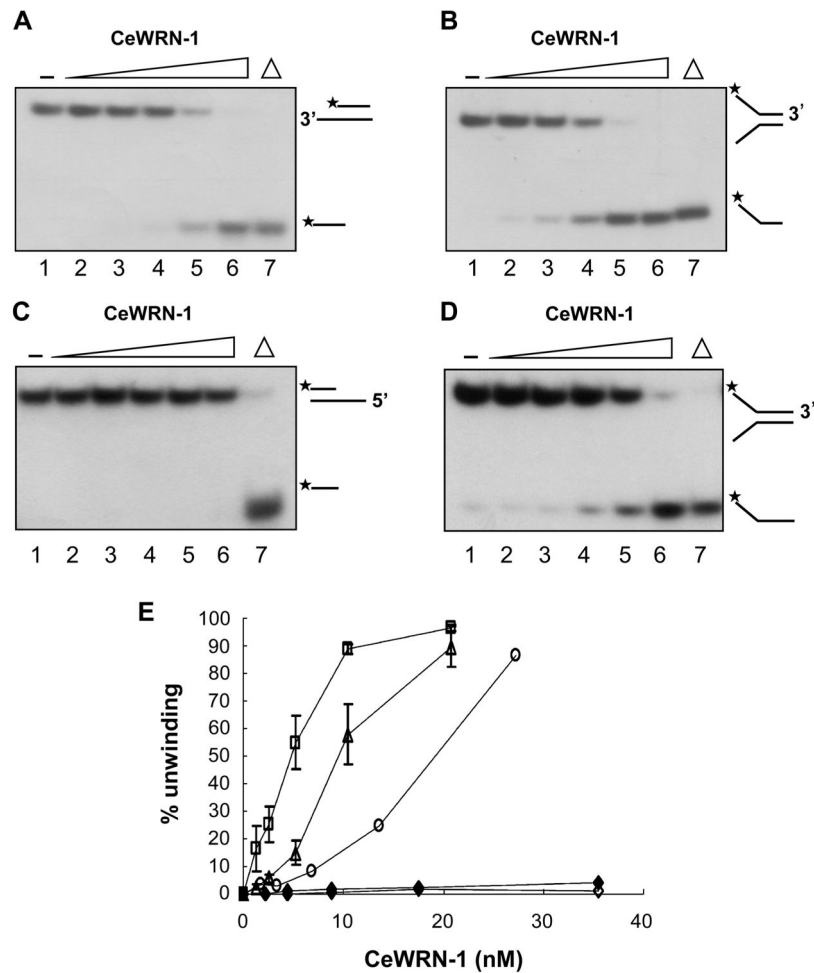 A
CeWRN-1
–
3'
1 2 3 4 5 6 7
B
CeWRN-1
–
3'
1 2 3 4 5 6 7
C
CeWRN-1
–
5'
1 2 3 4 5 6 7
D
CeWRN-1
–
3'
1 2 3 4 5 6 7
E
100
90
80
70
60
50
40
30
20
10
0
% unwinding
0 10 20 30 40
CeWRN-1 (nM)